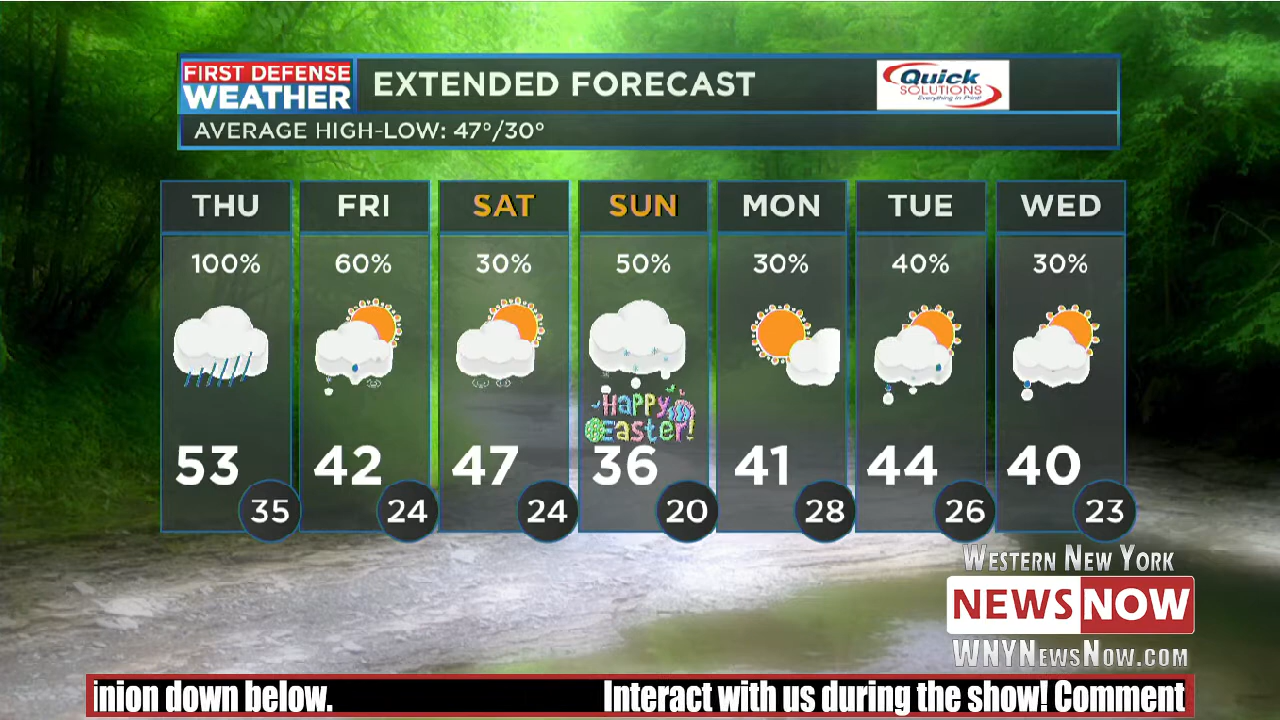 FIRST DEFENSE
WEATHER
EXTENDED FORECAST
Quick
SOLUTIONS
Everything in Print!
AVERAGE HIGH-LOW: 47°/30°
THU FRI SAT SUN MON TUE WED
100% 60% 30% 50% 30% 40% 30%
Happy
Easter!
53 42 47 36 41 44 40
35 24 24 20 28 26 23
WESTERN NEW YORK
NEWS NOW
WNYNEWSNOW.COM
inion down below. Interact with us during the show! Comment